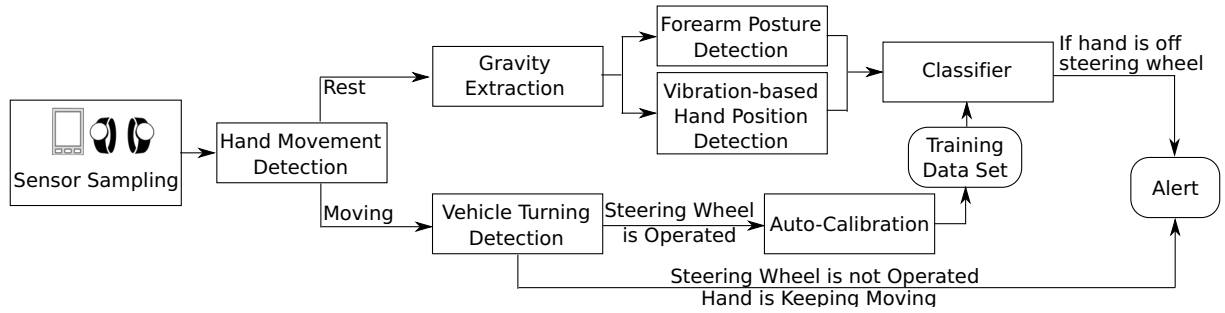 Sensor Sampling
Hand Movement
Detection
Rest
Moving
Gravity
Extraction
Forearm Posture
Detection
Vibration-based
Hand Position
Detection
Classifier
If hand is off
steering wheel
Training
Data Set
Alert
Vehicle Turning
Detection
Steering Wheel
is Operated
Auto-Calibration
Steering Wheel is not Operated
Hand is Keeping Moving